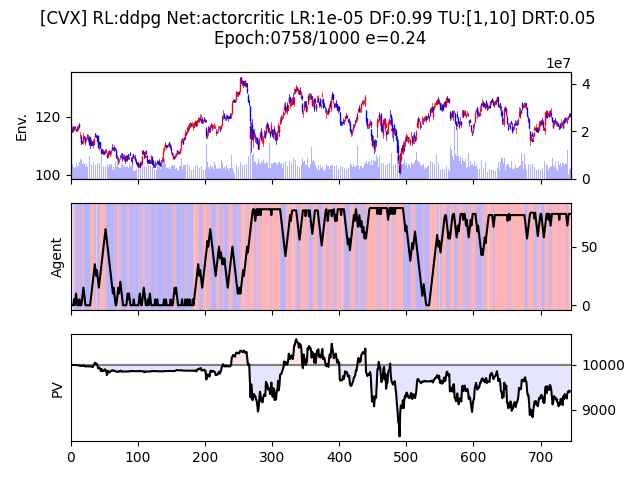 [CVX] RL:ddpg Net:actorcritic LR:1e-05 DF:0.99 TU:[1,10] DRT:0.05
Epoch:0758/1000 e=0.24
1e7
Env.
120
100
4
2
0
Agent
50
0
PV
10000
9000
0 100 200 300 400 500 600 700